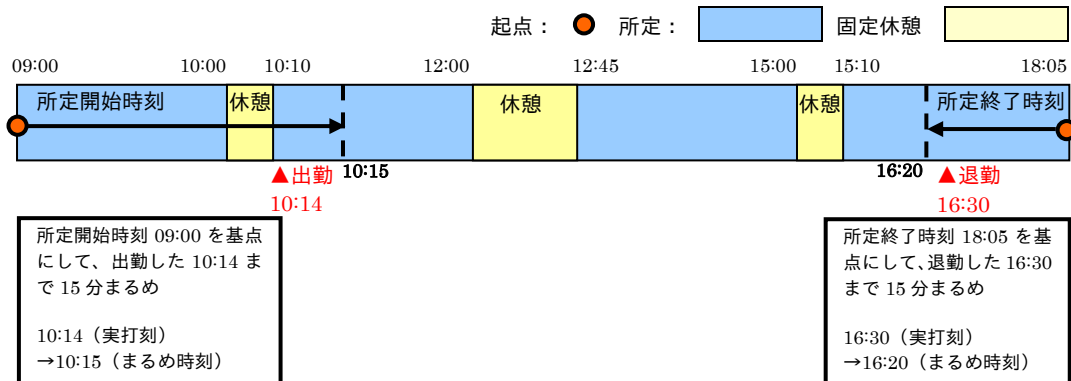 起点： 所定： 固定休憩
09:00 10:00 10:10 12:00 12:45 15:00 15:10 18:05
所定開始時刻 休憩 休憩 休憩 所定終了時刻
10:15 16:20
▲出勤 ▲退勤
10:14 16:30
所定開始時刻 09:00 を基点
にして、出勤した 10:14 ま
で 15 分まるめ
10:14（実打刻）
→10:15（まるめ時刻）
所定終了時刻 18:05 を基
点にして、退勤した 16:30
まで 15 分まるめ
16:30（実打刻）
→16:20（まるめ時刻）